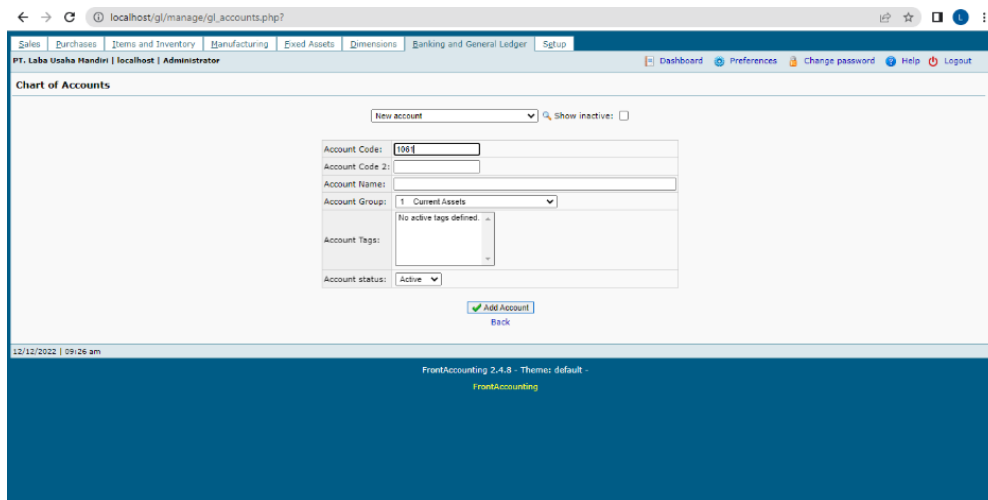 localhost/gl/manage/gl_accounts.php?
L
Sales Purchases Items and Inventory Manufacturing Fixed Assets Dimensions Banking and General Ledger Setup
PT. Laba Usaha Mandiri | localhost | Administrator Dashboard Preferences Change password Help Logout
Chart of Accounts
New account Show inactive:
Account Code: 1061
Account Code 2:
Account Name:
Account Group: 1 Current Assets
Account Tags: No active tags defined.
Account status: Active
Add Account
Back
12/12/2022 | 09:26 am
FrontAccounting 2.4.8 - Theme: default -
FrontAccounting